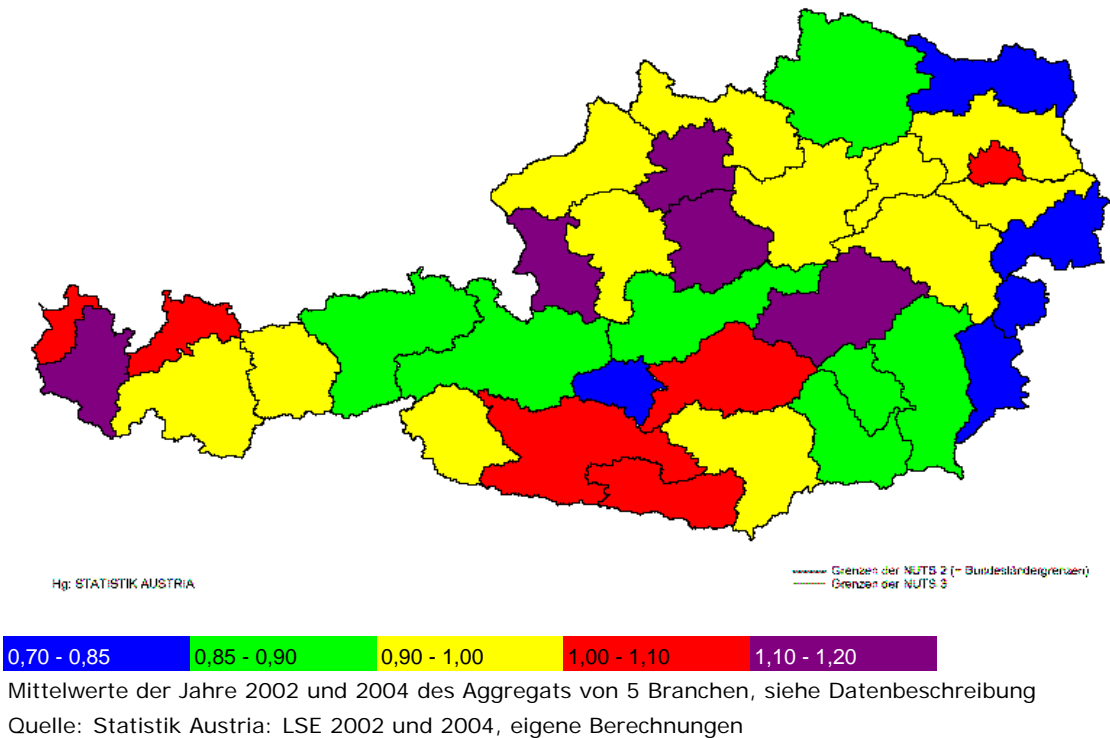 Hg: STATISTIK AUSTRIA
Grenzen der NUTS 2 (= Bundesländergrenzen)
Grenzen der NUTS 3
0,70 - 0,85 0,85 - 0,90 0,90 - 1,00 1,00 - 1,10 1,10 - 1,20
Mittelwerte der Jahre 2002 und 2004 des Aggregats von 5 Branchen, siehe Datenbeschreibung
Quelle: Statistik Austria: LSE 2002 und 2004, eigene Berechnungen